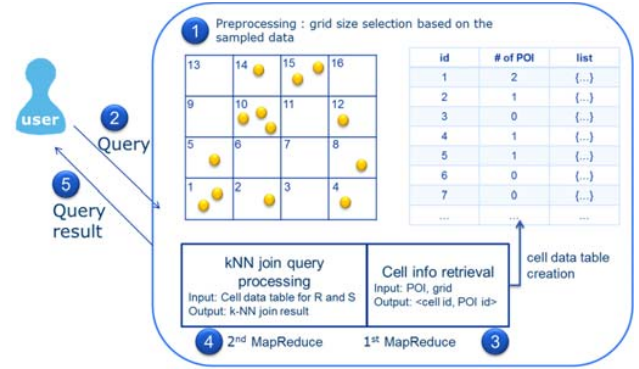 1 Preprocessing : grid size selection based on the
sampled data
13 14 15 16
9 10 11 12
5 6 7 8
1 2 3 4
id # of POI list
1 2 {...}
2 1 {...}
3 0 {...}
4 1 {...}
5 1 {...}
6 0 {...}
7 0 {...}
... ... ...
user
2
Query
5
Query
result
cell data table
creation
kNN join query
processing
Input: Cell data table for R and S
Output: k-NN join result
Cell info retrieval
Input: POI, grid
Output: <cell id, POI id>
4 2nd MapReduce
1st MapReduce 3